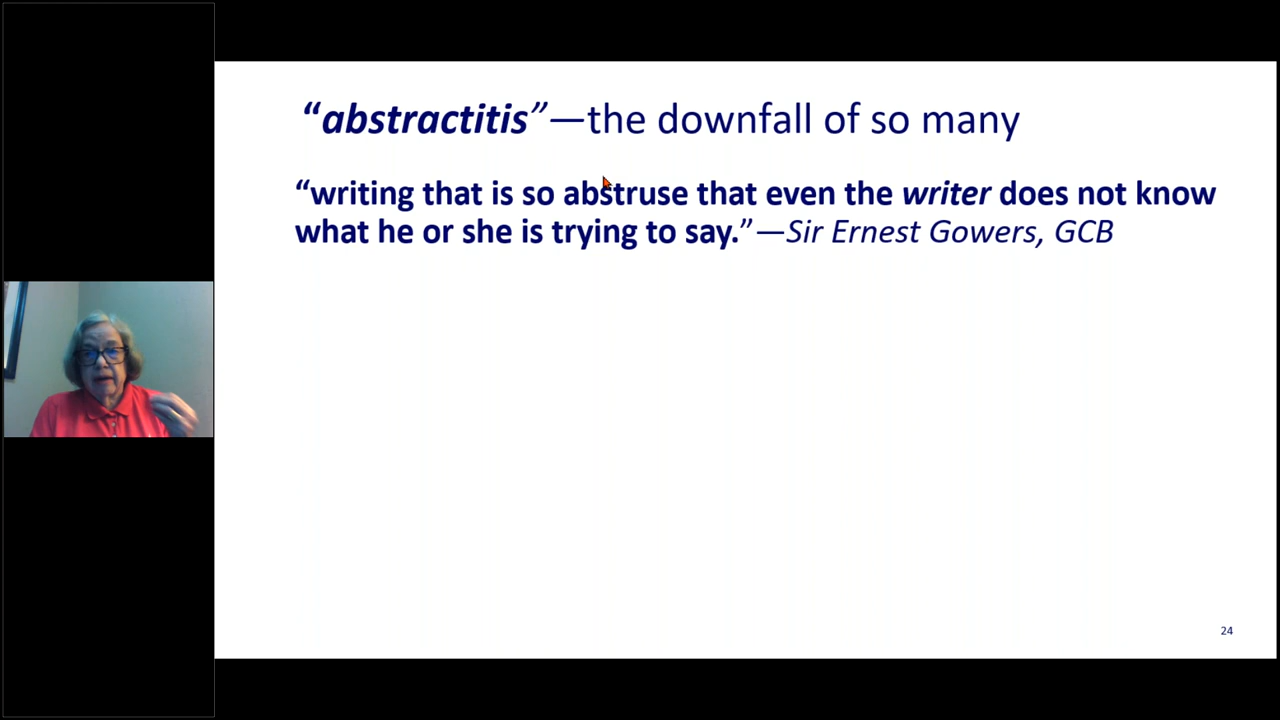 “abstractitis”—the downfall of so many
“writing that is so abstruse that even the writer does not know
what he or she is trying to say.”—Sir Ernest Gowers, GCB
24